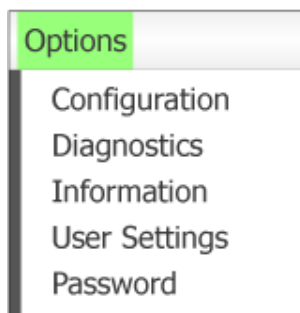 Options
Configuration
Diagnostics
Information
User Settings
Password